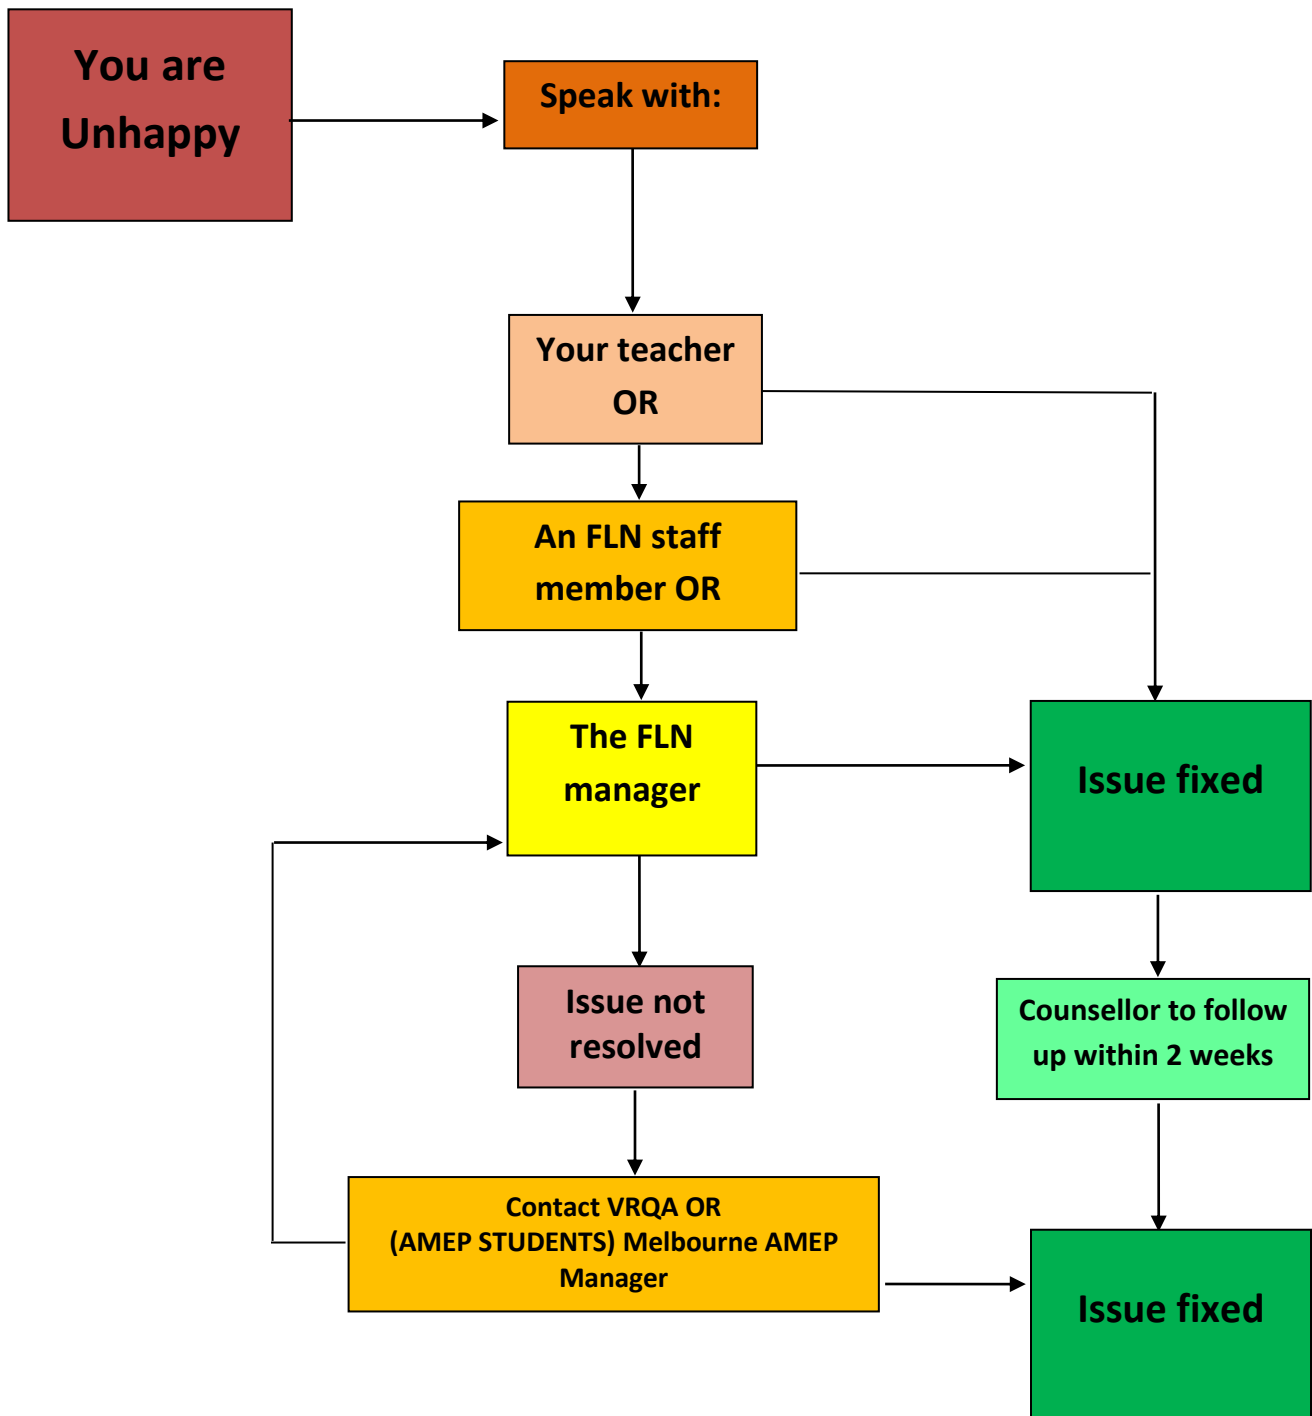 You are
Unhappy
Speak with:
Your teacher
OR
An FLN staff
member OR
The FLN
manager
Issue fixed
Issue not
resolved
Counsellor to follow
up within 2 weeks
Contact VRQA OR
(AMEP STUDENTS) Melbourne AMEP
Manager
Issue fixed